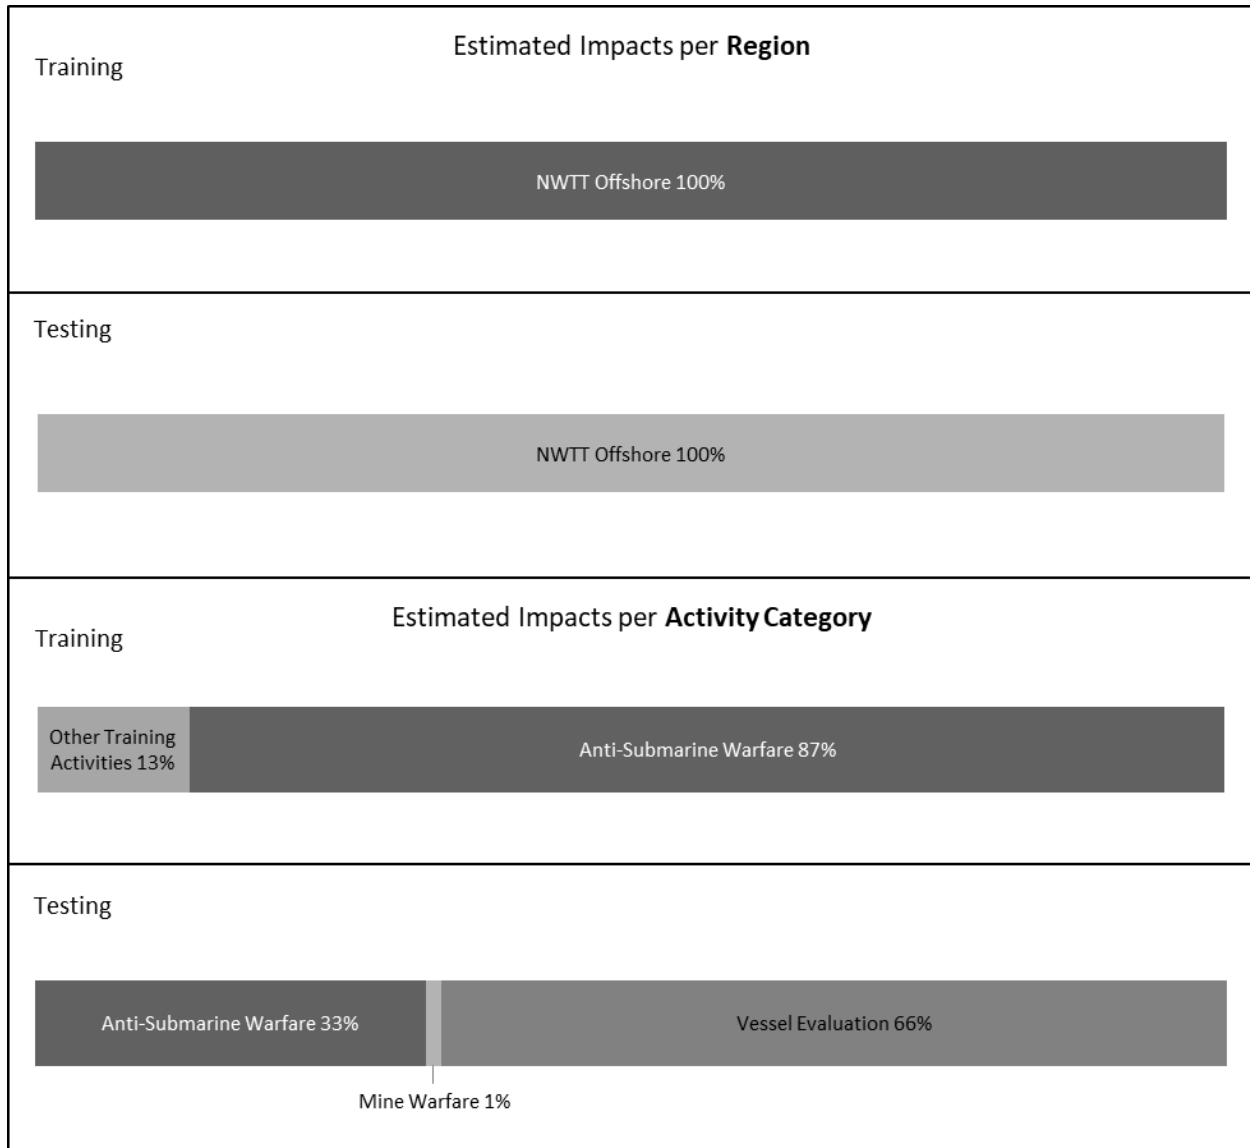 Estimated Impacts per Region
Training
NWTT Offshore 100%
Testing
NWTT Offshore 100%
Estimated Impacts per Activity Category
Training
Other Training
Activities 13%
Anti-Submarine Warfare 87%
Testing
Anti-Submarine Warfare 33%
Vessel Evaluation 66%
Mine Warfare 1%